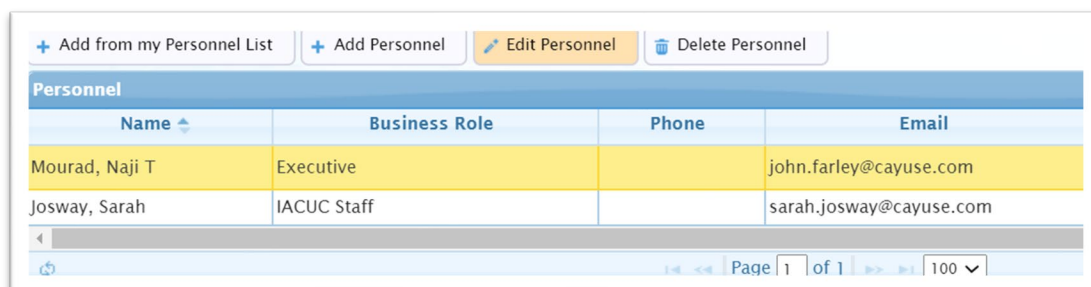 Add from my Personnel List Add Personnel Edit Personnel Delete Personnel
Personnel
Name Business Role Phone Email
Mourad, Naji T Executive john.farley@cayuse.com
Josway, Sarah IACUC Staff sarah.josway@cayuse.com
Page 1 of 1 100